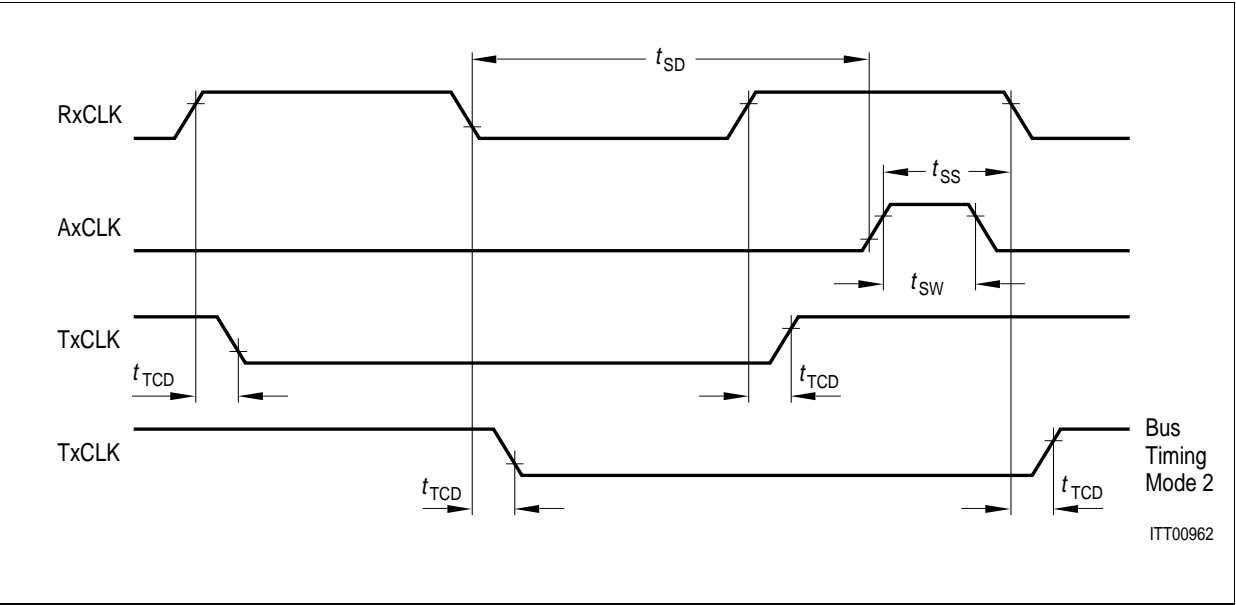 tSD
RxCLK
tSS
AxCLK
tSW
TxCLK
tTCD
tTCD
TxCLK
tTCD
tTCD
Bus
Timing
Mode 2
ITT00962